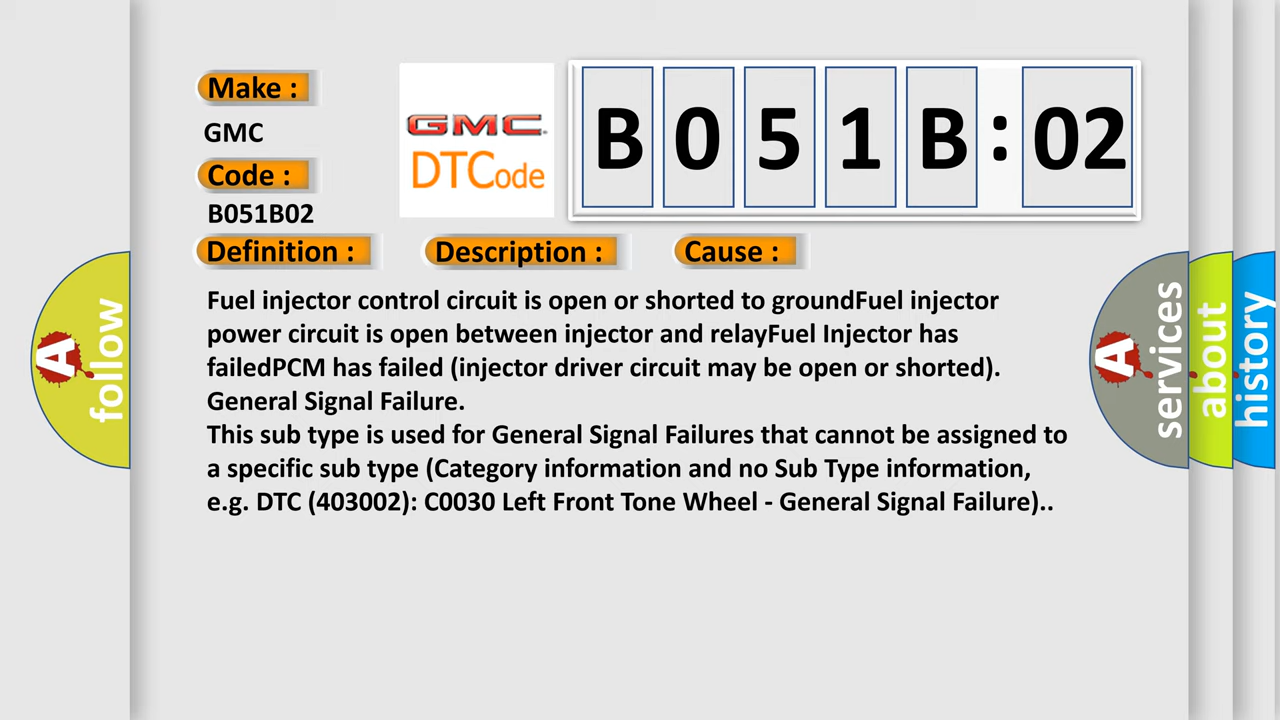 Make :
GMC
Code :
B051B02
GMC
DTCode
B 0 5 1 B : 02
Definition :
Description :
Cause :
Fuel injector control circuit is open or shorted to groundFuel injector
power circuit is open between injector and relayFuel Injector has
failedPCM has failed (injector driver circuit may be open or shorted).
General Signal Failure.
This sub type is used for General Signal Failures that cannot be assigned to
a specific sub type (Category information and no Sub Type information,
e.g. DTC (403002): C0030 Left Front Tone Wheel - General Signal Failure)..
A
follow
A
services
about
history